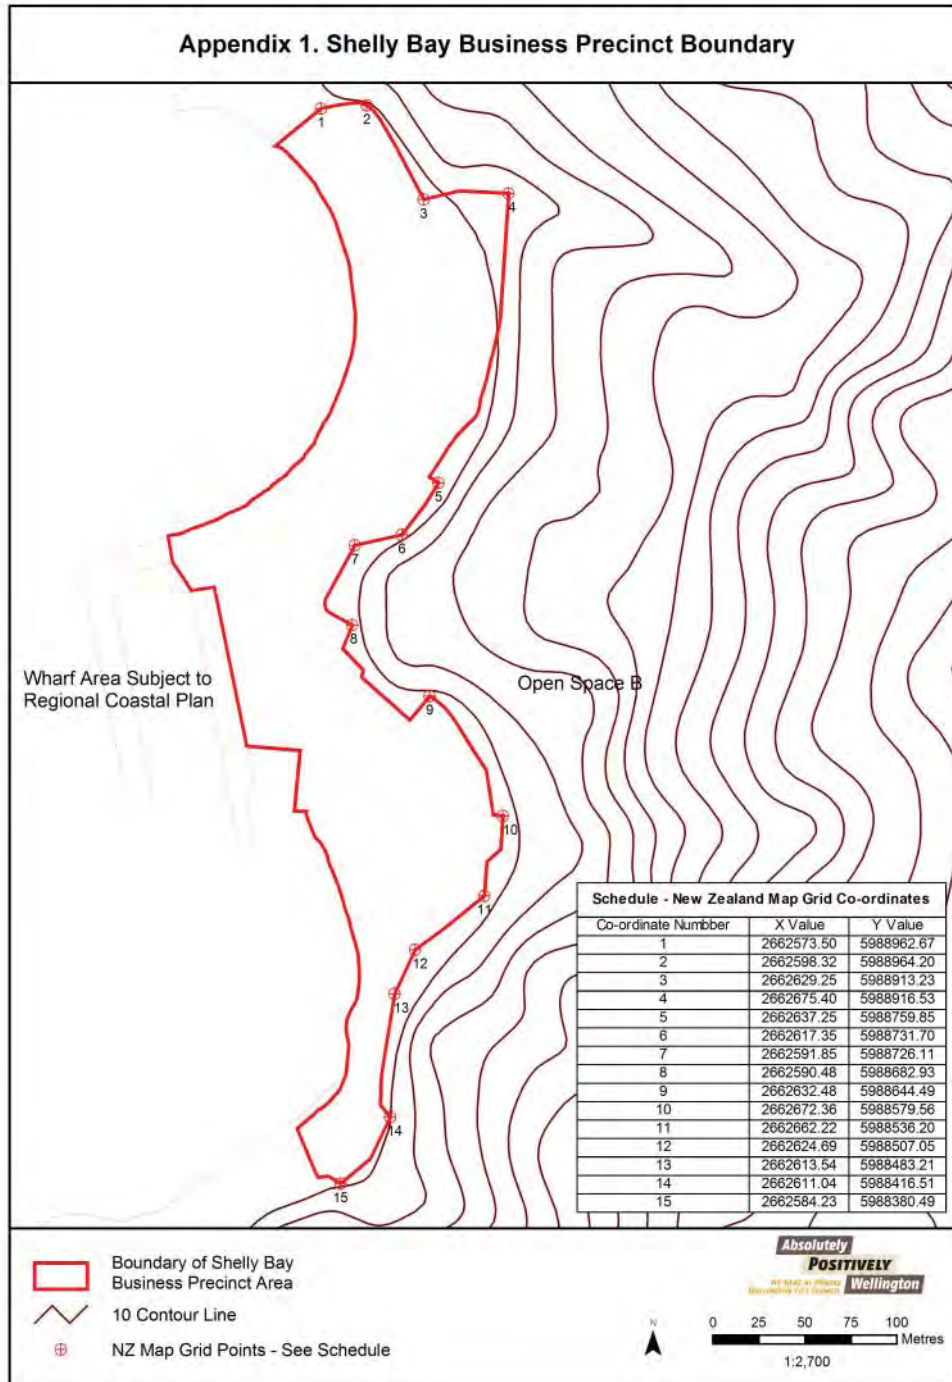 Appendix 1. Shelly Bay Business Precinct Boundary
1
2
3
4
5
6
7
8
9
10
11
12
13
14
15
Wharf Area Subject to
Regional Coastal Plan
Open Space B
Schedule - New Zealand Map Grid Co-ordinates
Co-ordinate Numbber X Value Y Value
1 2662573.50 5988962.67
2 2662598.32 5988964.20
3 2662629.25 5988913.23
4 2662675.40 5988916.53
5 2662637.25 5988759.85
6 2662617.35 5988731.70
7 2662591.85 5988726.11
8 2662590.48 5988682.93
9 2662632.48 5988644.49
10 2662672.36 5988579.56
11 2662662.22 5988536.20
12 2662624.69 5988507.05
13 2662613.54 5988483.21
14 2662611.04 5988416.51
15 2662584.23 5988380.49
Boundary of Shelly Bay
Business Precinct Area
10 Contour Line
NZ Map Grid Points - See Schedule
Absolutely
POSITIVELY
Wellington
N
0 25 50 75 100
Metres
1:2,700